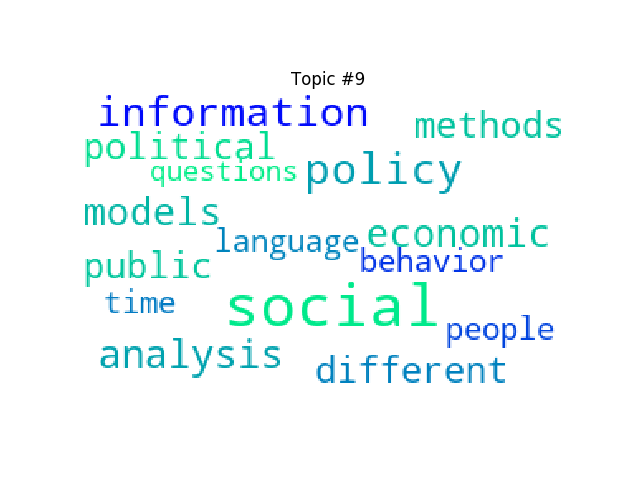 Topic #9
information
methods
political
questions
policy
models
language
economic
public
behavior
time
social
people
analysis
different